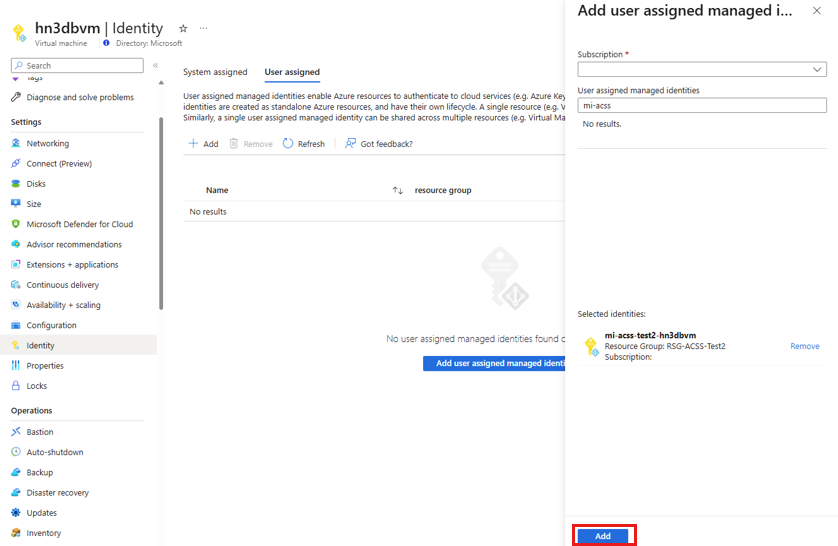 hn3dbvm | Identity
Virtual machine
Directory: Microsoft
Search
Diagnose and solve problems
Settings
Networking
Connect (Preview)
Disks
Size
Microsoft Defender for Cloud
Advisor recommendations
Extensions + applications
Continuous delivery
Availability + scaling
Configuration
Identity
Properties
Locks
Operations
Bastion
Auto-shutdown
Backup
Disaster recovery
Updates
Inventory
System assigned
User assigned
User assigned managed identities enable Azure resources to authenticate to cloud services (e.g. Azure Key
identities are created as standalone Azure resources, and have their own lifecycle. A single resource (e.g. V
Similarly, a single user assigned managed identity can be shared across multiple resources (e.g. Virtual Ma
Add
Remove
Refresh
Got feedback?
Name
resource group
No results
No user assigned managed identities found
Add user assigned managed identi
Add user assigned managed i...
Subscription *
User assigned managed identities
mi-acss
No results.
Selected identities:
mi-acss-test2-hn3dbvm
Resource Group: RSG-ACSS-Test2
Subscription:
Remove
Add